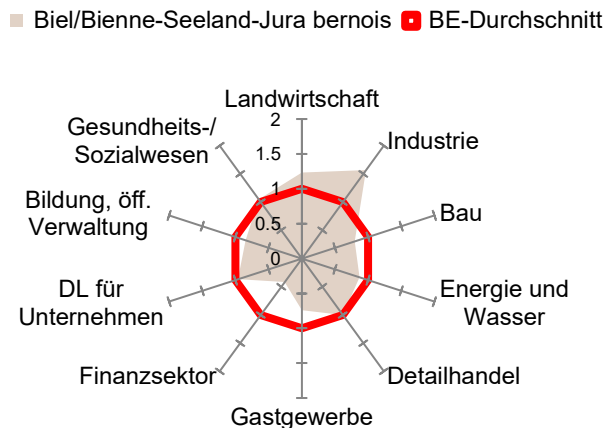 Biel/Bienne-Seeland-Jura bernois BE-Durchschnitt
Landwirtschaft
2
Gesundheits-/
Sozialwesen
Industrie
1.5
1
Bildung, öff.
Verwaltung
Bau
0.5
0
DL für
Unternehmen
Energie und
Wasser
Finanzsektor
Detailhandel
Gastgewerbe